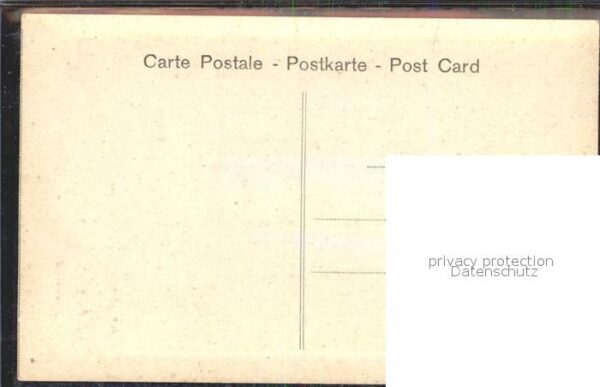 Carte Postale - Postkarte - Post Card
privacy protection
Datenschutz